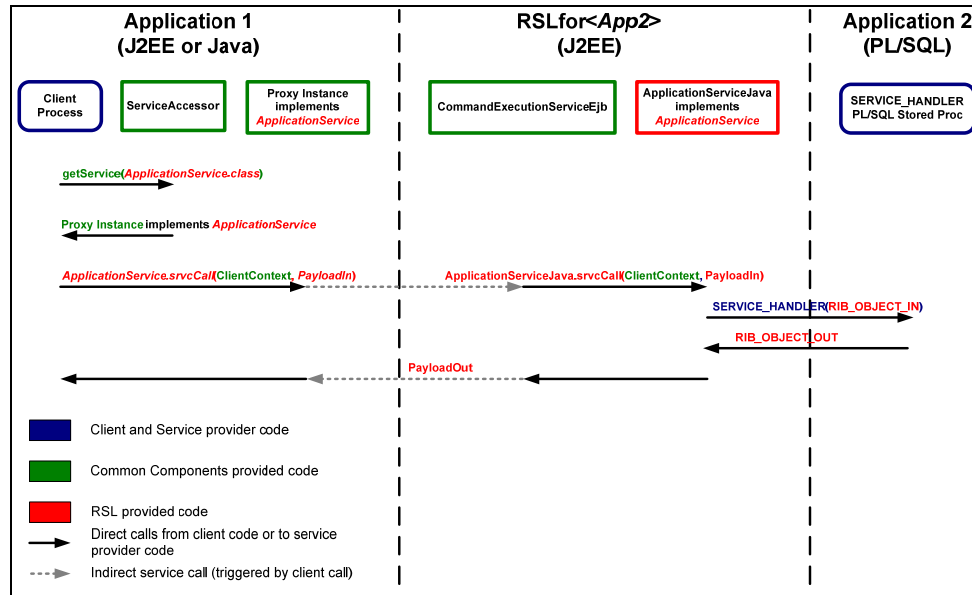 Application 1
(J2EE or Java)
RSLfor<App2>
(J2EE)
Application 2
(PL/SQL)
Client
Process
ServiceAccessor
Proxy Instance
implements
ApplicationService
CommandExecutionServiceEjb
ApplicationServiceJava
implements
ApplicationService
SERVICE_HANDLER
PL/SQL Stored Proc
getService(ApplicationService.class)
Proxy Instance implements ApplicationService
ApplicationService.srvcCall(ClientContext, PayloadIn)
ApplicationServiceJava.srvcCall(ClientContext, PayloadIn)
SERVICE_HANDLER(RIB_OBJECT_IN)
RIB_OBJECT_OUT
PayloadOut
Client and Service provider code
Common Components provided code
RSL provided code
Direct calls from client code or to service
provider code
Indirect service call (triggered by client call)